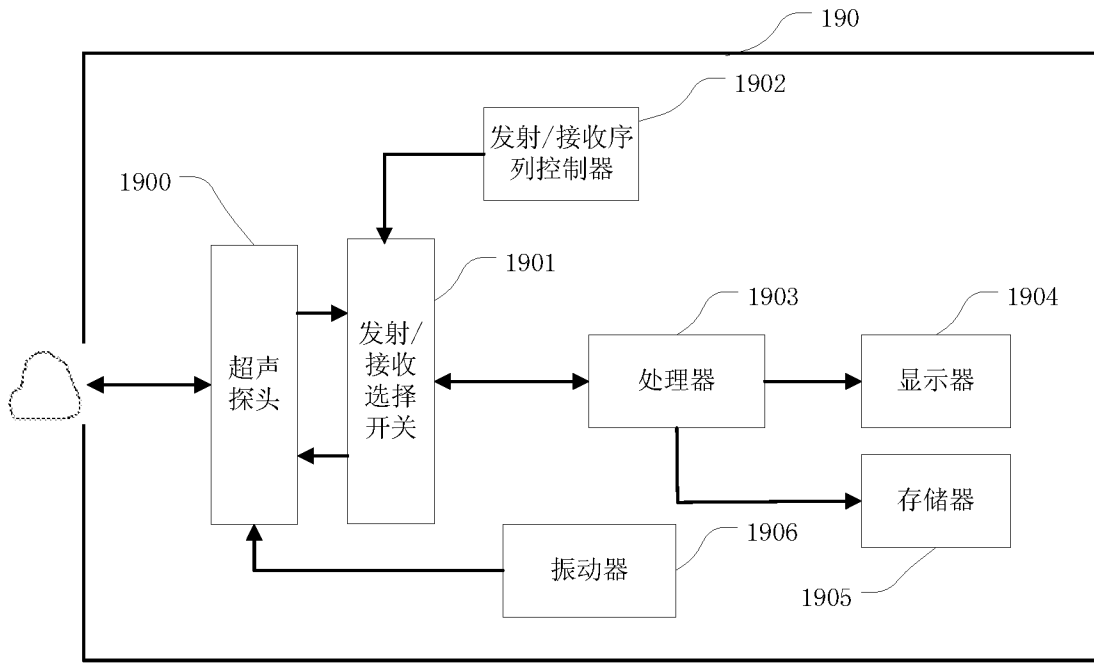 190
1902
发射/接收序
列控制器
1900
1901
1903
1904
发射/
接收
选择
开关
超声
探头
处理器
显示器
存储器
1906
振动器
1905